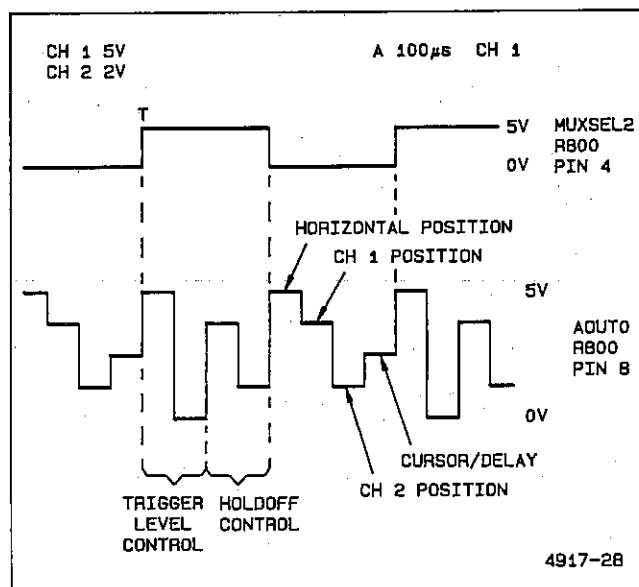 CH 1 5V
CH 2 2V
A 100µs CH 1
T
5V
0V
MUXSEL2
R800
PIN 4
HORIZONTAL POSITION
CH 1 POSITION
5V
0V
AOUTO
R800
PIN 8
CURSOR/DELAY
CH 2 POSITION
TRIGGER
LEVEL
CONTROL
HOLDOFF
CONTROL
4917-28